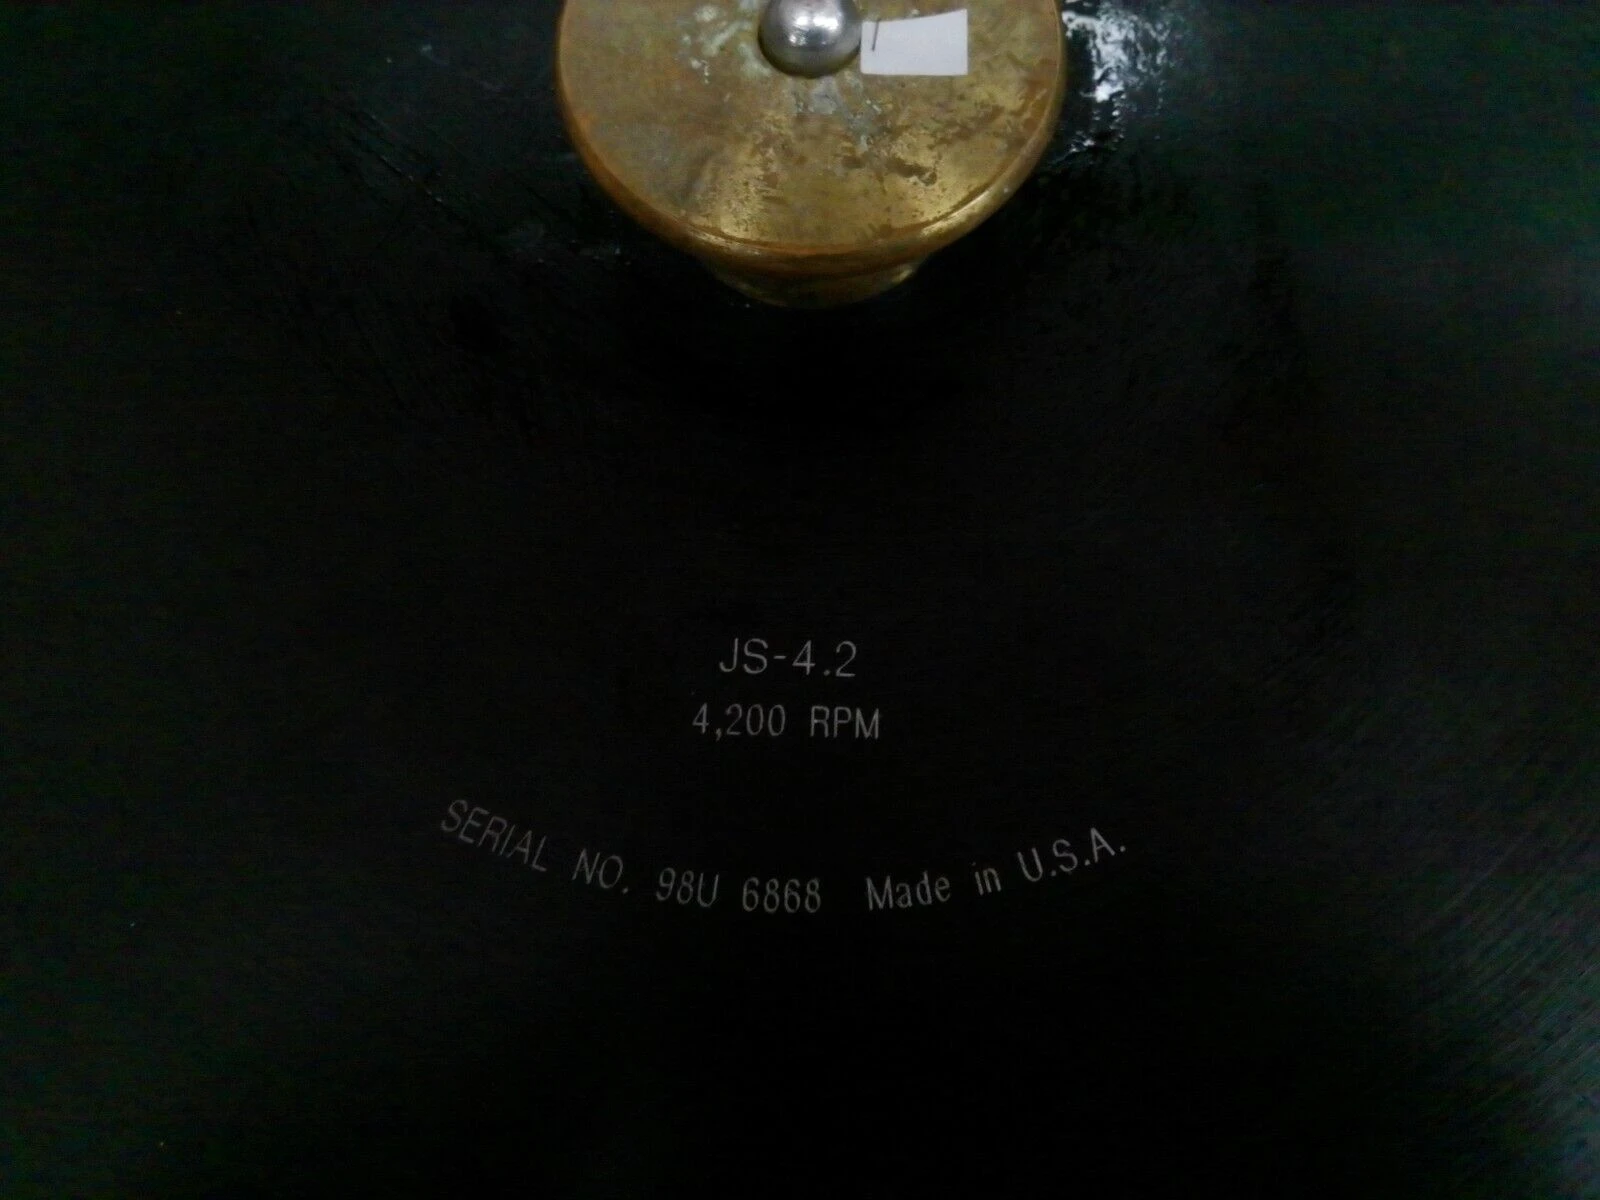 JS-4.2
4,200 RPM
SERIAL NO. 98U 6868 Made in U.S.A.